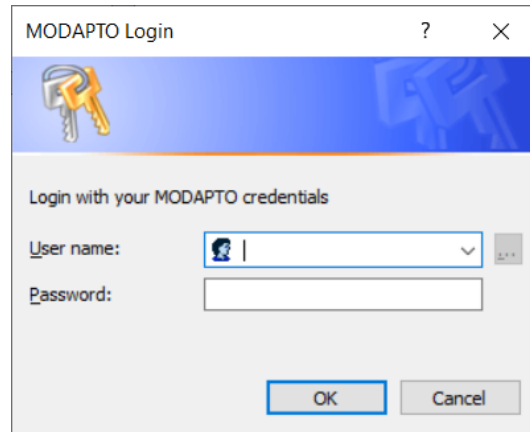 MODAPTO Login
?
Login with your MODAPTO credentials
User name:
...
Password:
OK
Cancel